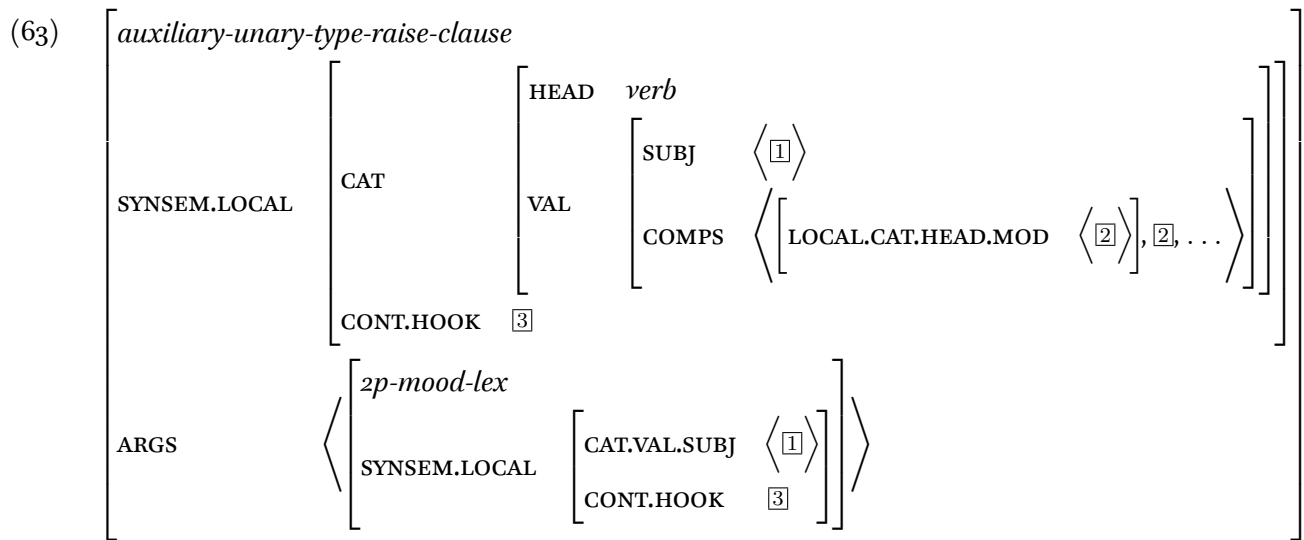 (63)
auxiliary-unary-type-raise-clause
HEAD verb
SUBJ ⟨1⟩
CAT
SYNSEM.LOCAL VAL
COMPS ⟨[LOCAL.CAT.HEAD.MOD ⟨2⟩], 2, . . .⟩
CONT.HOOK 3
2p-mood-lex
ARGS CAT.VAL.SUBJ ⟨1⟩
SYNSEM.LOCAL
CONT.HOOK 3